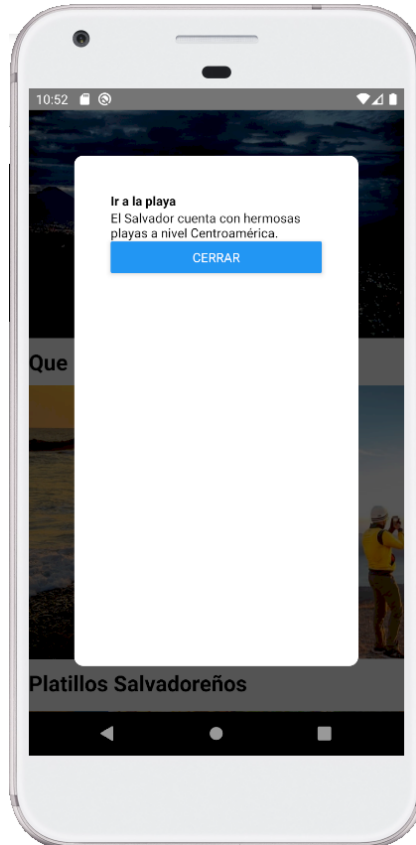 10:52
Ir a la playa
El Salvador cuenta con hermosas
playas a nivel Centroamérica.
CERRAR
Que
Platillos Salvadoreños